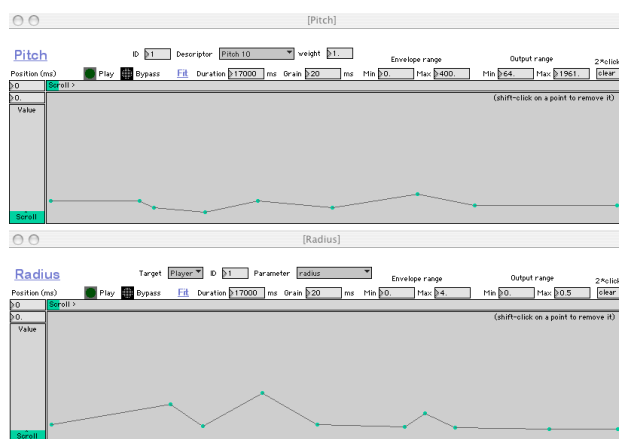 [Pitch]
Pitch ID 1 Descriptor Pitch 10 weight 1. Envelope range Output range 2*click
Position (ms) Play Bypass Fit Duration 17000 ms Grain 20 ms Min 0. Max 400. Min 64. Max 1961. clear
0 Scroll >
0. (shift-click on a point to remove it)
Value
Scroll
[Radius]
Radius Target Player ID 1 Parameter radius Envelope range Output range 2*click
Position (ms) Play Bypass Fit Duration 17000 ms Grain 20 ms Min 0. Max 4. Min 0. Max 0.5 clear
0 Scroll >
0. (shift-click on a point to remove it)
Value
Scroll